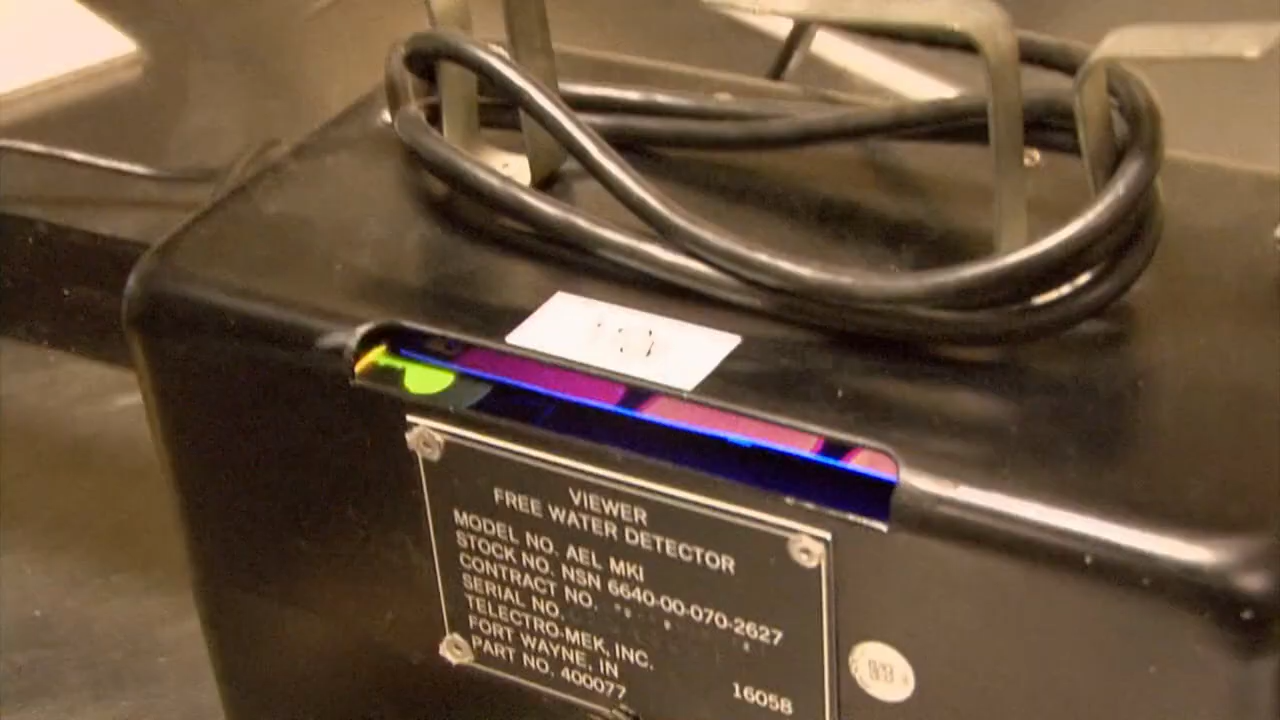 VIEWER
FREE WATER DETECTOR
MODEL NO. AEL MKI
STOCK NO. NSN 6640-00-070-2627
CONTRACT NO.
SERIAL NO.
TELECTRO-MEK, INC.
FORT WAYNE, IN
PART NO. 400077
16058